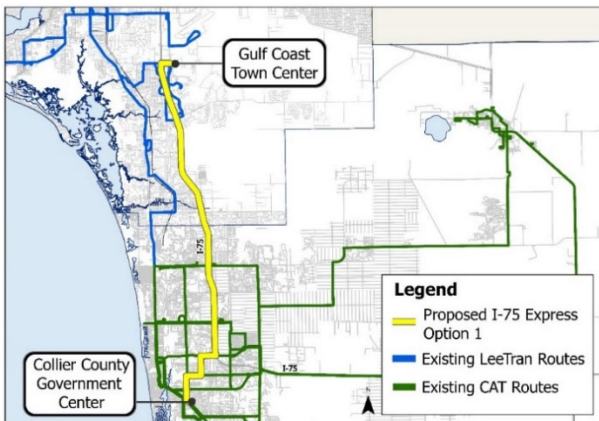 Gulf Coast
Town Center
I-75
Legend
Proposed I-75 Express
Option 1
Existing LeeTran Routes
Existing CAT Routes
Collier County
Government
Center
I-75